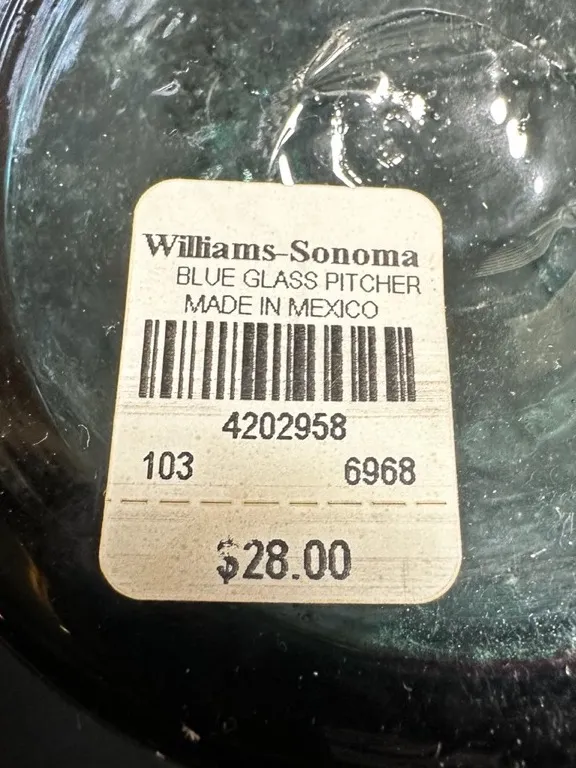 Williams-Sonoma
BLUE GLASS PITCHER
MADE IN MEXICO
4202958
103 6968
$28.00